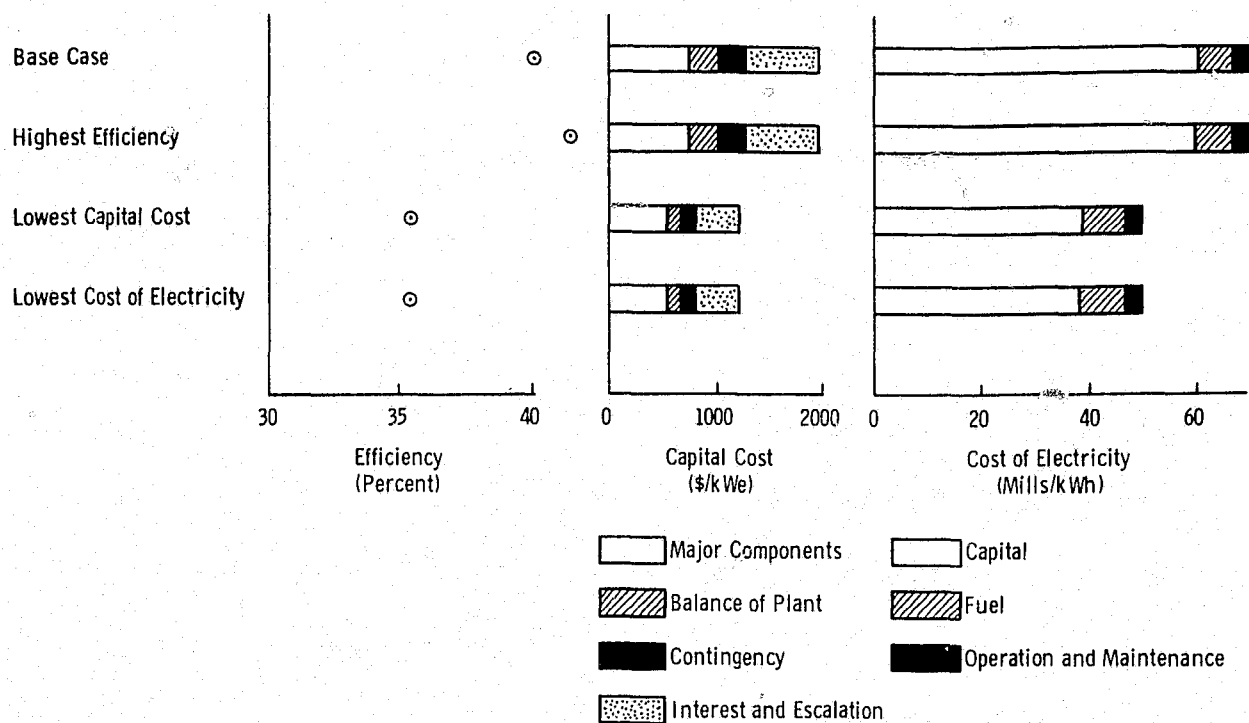 Base Case
Highest Efficiency
Lowest Capital Cost
Lowest Cost of Electricity
30 35 40
Efficiency
(Percent)
0 1000 2000
Capital Cost
($/kWe)
0 20 40 60
Cost of Electricity
(Mills/kWh)
Major Components
Balance of Plant
Contingency
Interest and Escalation
Capital
Fuel
Operation and Maintenance